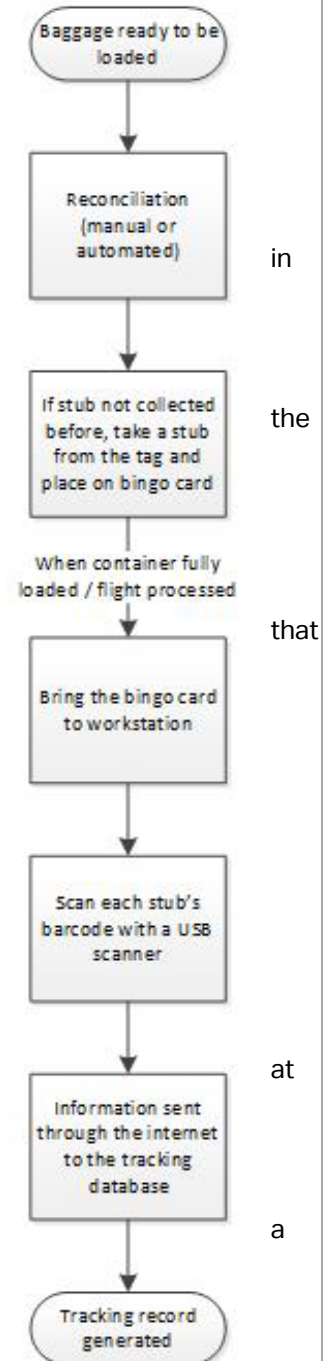 Baggage ready to be
loaded
Reconciliation
(manual or
automated)
in
If stub not collected
before, take a stub
from the tag and
place on bingo card
the
When container fully
loaded / flight processed
that
Bring the bingo card
to workstation
Scan each stub's
barcode with a USB
scanner
at
Information sent
through the internet
to the tracking
database
a
Tracking record
generated